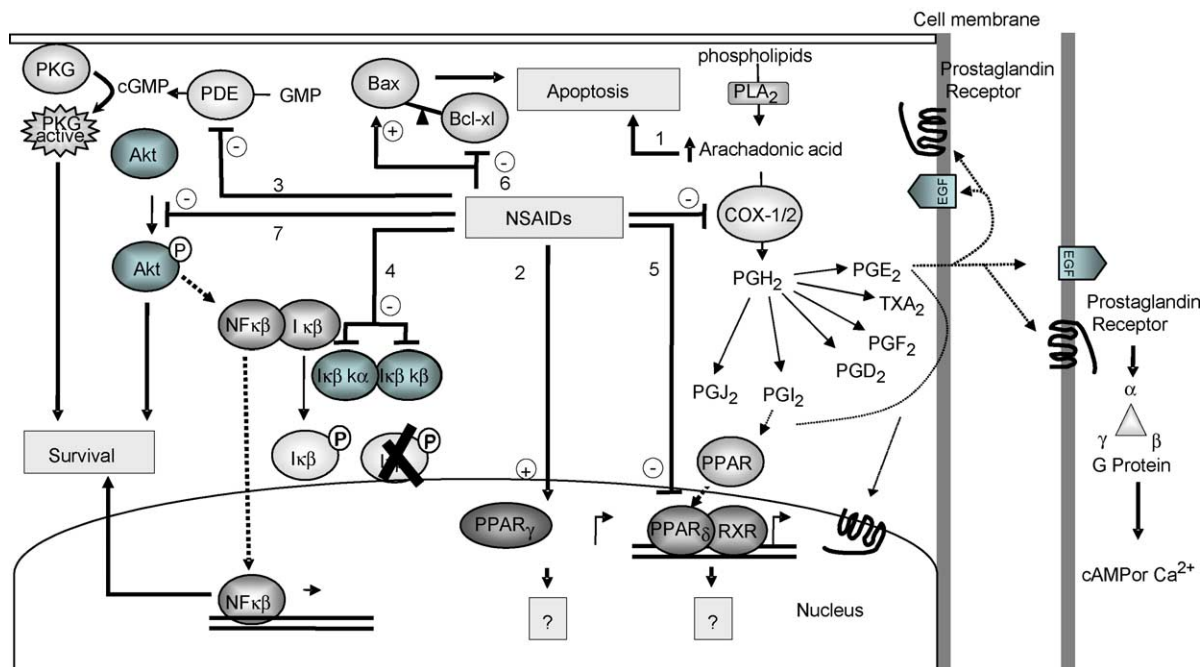 Cell membrane
PKG
cGMP
PDE
GMP
PKG
active
Akt
Bax
Bcl-xl
+
-
6
Apoptosis
1
phospholipids
PLA2
Arachadonic acid
Prostaglandin
Receptor
EGF
-
3
-
7
NSAIDs
-
COX-1/2
Akt
P
4
-
2
5
PGH2
PGE2
TXA2
PGF2
PGD2
PGI2
PGJ2
EGF
Prostaglandin
Receptor
α
γ
β
G Protein
cAMPor Ca2+
NFκβ
I κβ
Iκβ kα
Iκβ kβ
Survival
Iκβ
P
P
+
-
PPAR
PPARγ
PPARδ
RXR
NFκβ
?
?
Nucleus